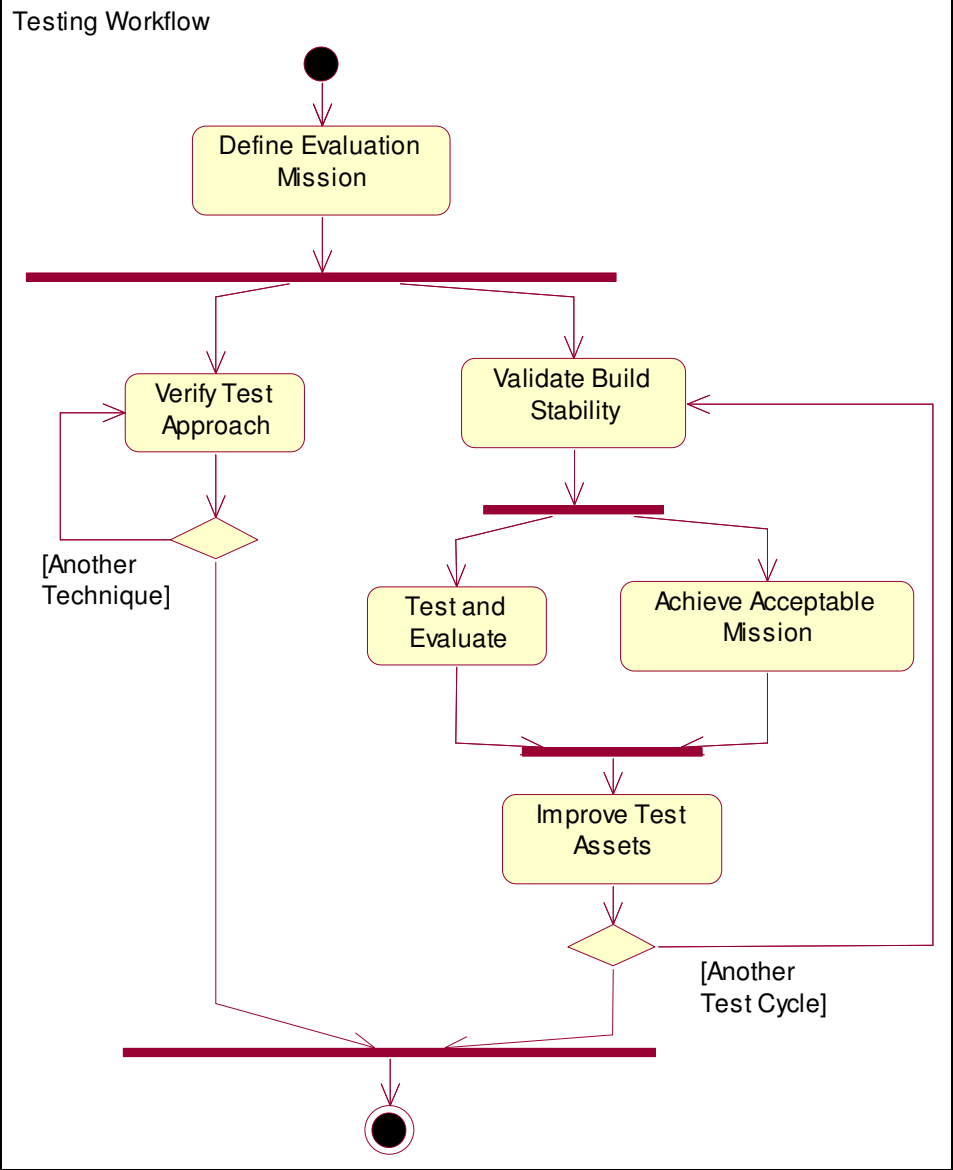 Testing Workflow
Define Evaluation
Mission
Verify Test
Approach
Validate Build
Stability
[Another
Technique]
Test and
Evaluate
Achieve Acceptable
Mission
Improve Test
Assets
[Another
Test Cycle]